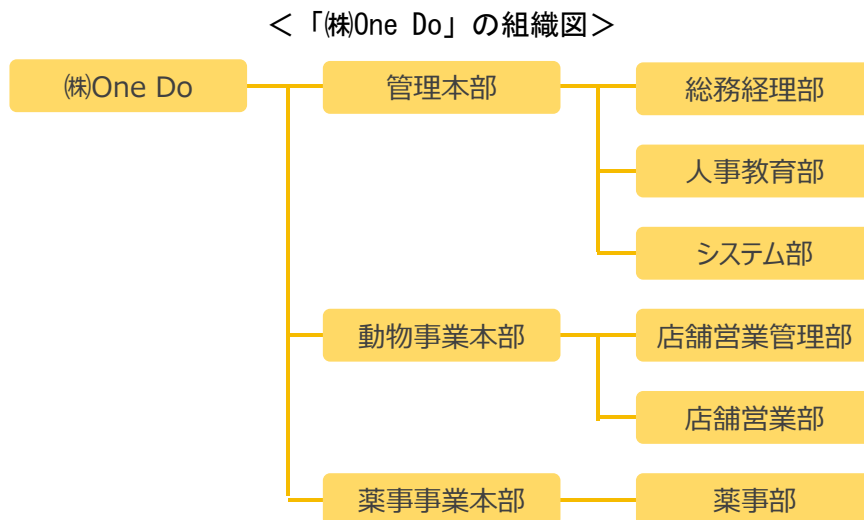 ＜「㈱One Do」の組織図＞
㈱One Do
管理本部
総務経理部
人事教育部
システム部
動物事業本部
店舗営業管理部
店舗営業部
薬事事業本部
薬事部